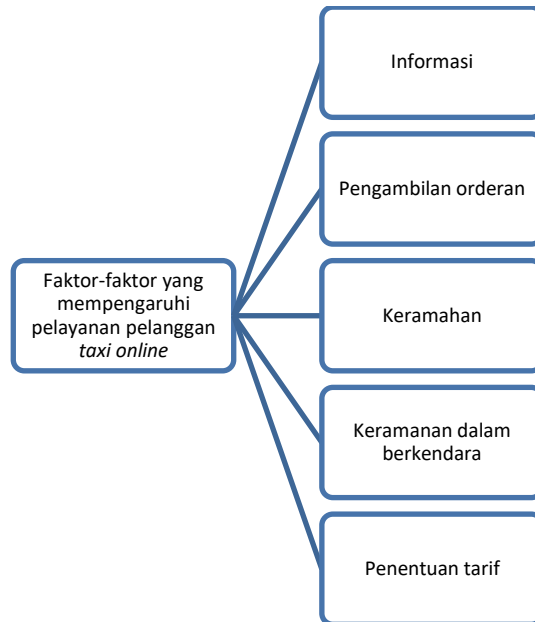 Informasi
Pengambilan orderan
Faktor-faktor yang
mempengaruhi
pelayanan pelanggan
taxi online
Keramahan
Keramanan dalam
berkendara
Penentuan tarif